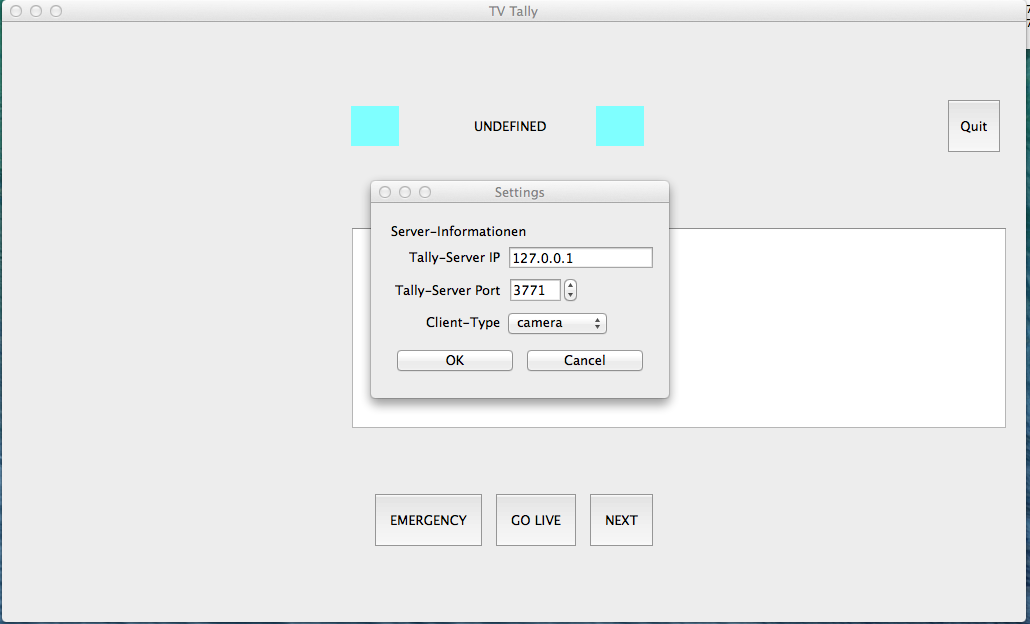 TV Tally
UNDEFINED
Quit
Settings
Server-Informationen
Tally-Server IP 127.0.0.1
Tally-Server Port 3771
Client-Type camera
OK Cancel
EMERGENCY GO LIVE NEXT